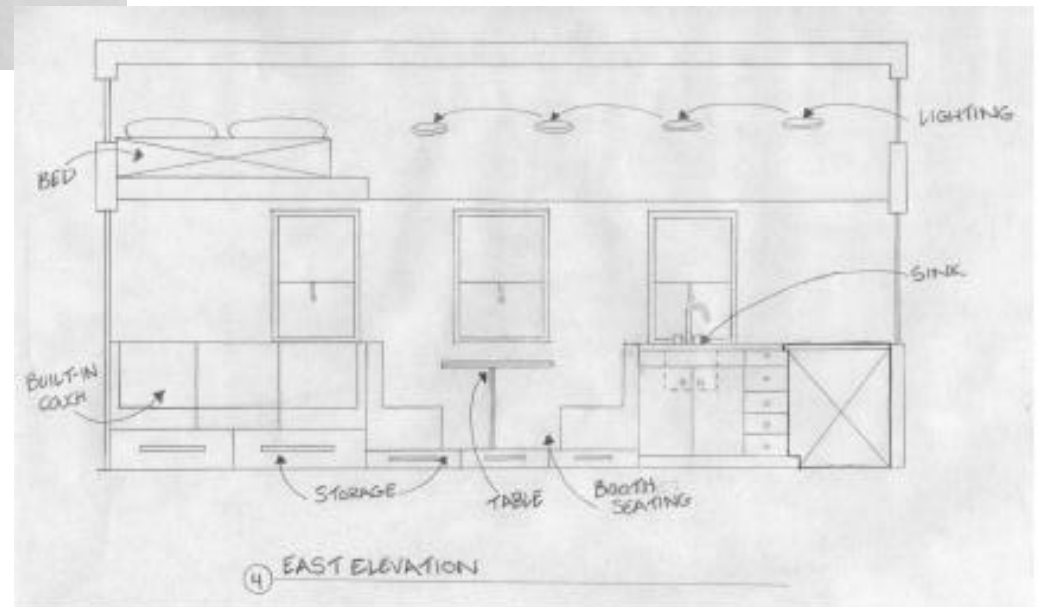 LIGHTING
BED
SINK
BUILT-IN
COUCH
STORAGE
TABLE
BOOTH
SEATING
4 EAST ELEVATION